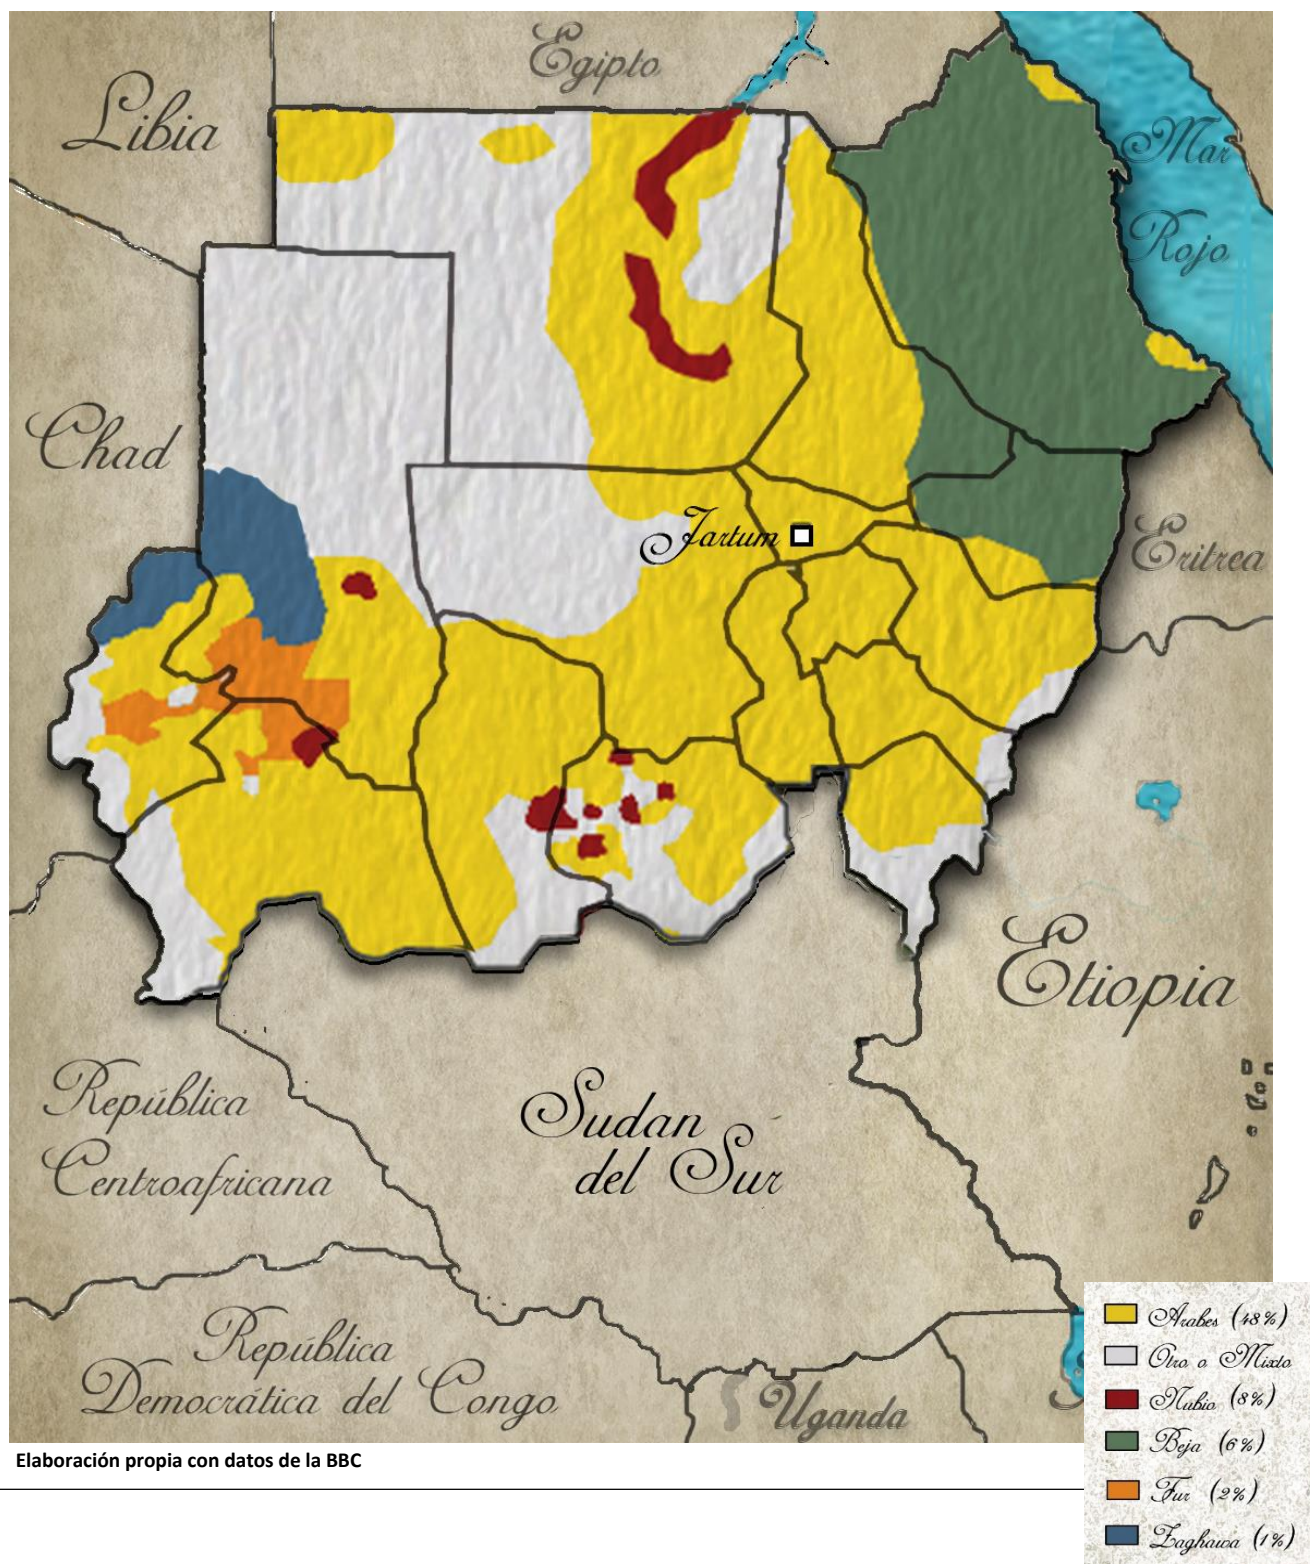 Egipto
Libia
Mar
Rojo
Chad
Jartum
Eritrea
Etiopia
República
Centroafricana
Sudan
del Sur
República
Democrática del Congo
Uganda
Arabes (48%)
Otro o Mixto
Nubio (8%)
Beja (6%)
Fur (2%)
Zaghawa (1%)
Elaboración propia con datos de la BBC